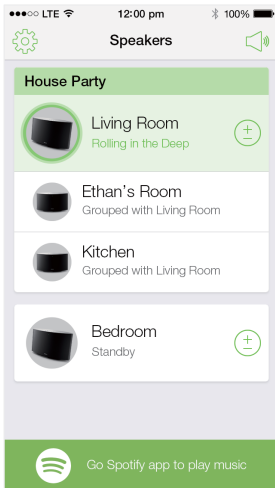 LTE 12:00 pm 100%
Speakers
House Party
Living Room
Rolling in the Deep
Ethan's Room
Grouped with Living Room
Kitchen
Grouped with Living Room
Bedroom
Standby
Go Spotify app to play music